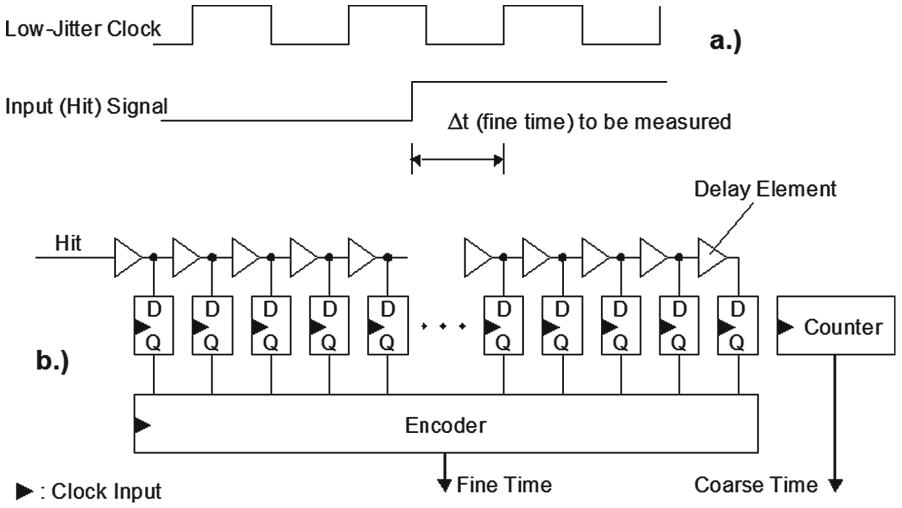 Low-Jitter Clock
a.)
Input (Hit) Signal
Δt (fine time) to be measured
Delay Element
Hit
D D D D D D D D D D
Q Q Q Q Q . . . Q Q Q Q Q
Counter
b.)
Encoder
: Clock Input
Fine Time
Coarse Time